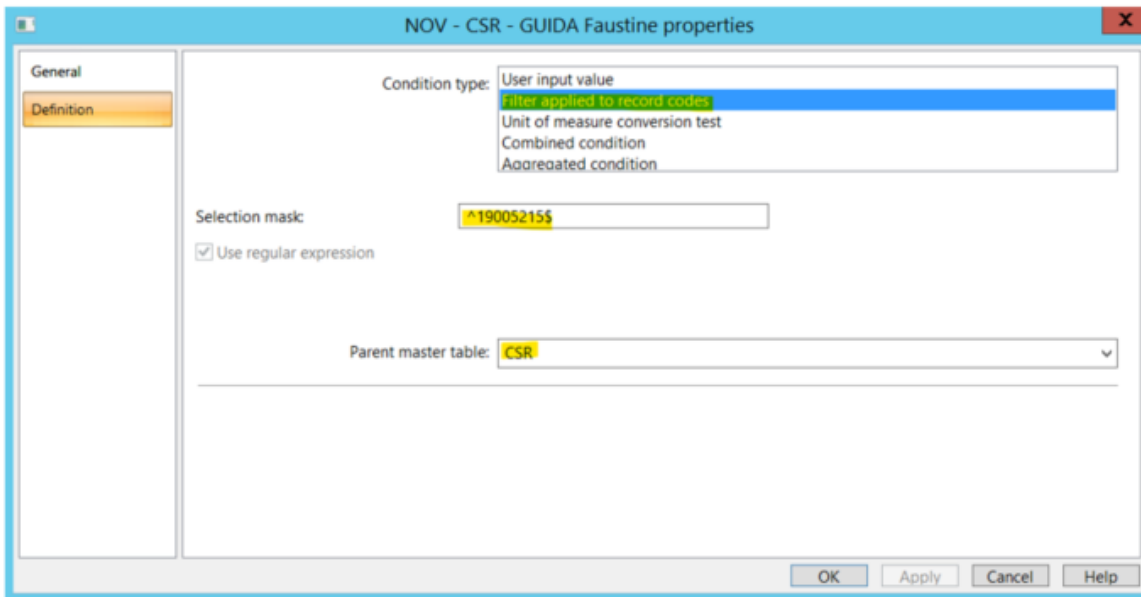 NOV - CSR - GUIDA Faustine properties
x
General
Definition
Condition type:
User input value
Filter applied to record codes
Unit of measure conversion test
Combined condition
Aggregated condition
Selection mask:
^19005215$
Use regular expression
Parent master table:
CSR
OK
Apply
Cancel
Help